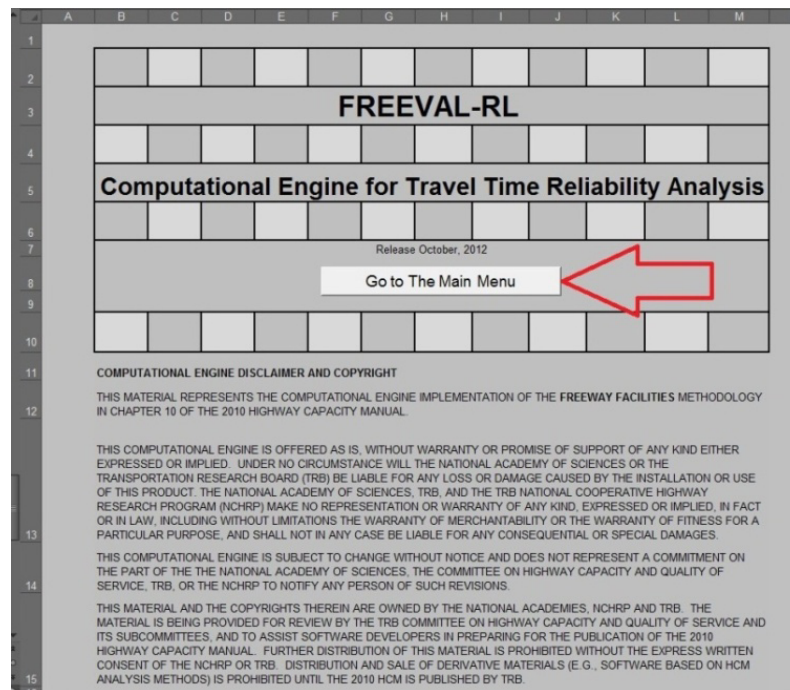 A B C D E F G H I J K L M
1
2
3 FREEVAL-RL
4
5 Computational Engine for Travel Time Reliability Analysis
6
7 Release October, 2012
8 Go to The Main Menu
9
10
11 COMPUTATIONAL ENGINE DISCLAIMER AND COPYRIGHT
THIS MATERIAL REPRESENTS THE COMPUTATIONAL ENGINE IMPLEMENTATION OF THE FREEWAY FACILITIES METHODOLOGY
12 IN CHAPTER 10 OF THE 2010 HIGHWAY CAPACITY MANUAL.
THIS COMPUTATIONAL ENGINE IS OFFERED AS IS, WITHOUT WARRANTY OR PROMISE OF SUPPORT OF ANY KIND EITHER
EXPRESSED OR IMPLIED. UNDER NO CIRCUMSTANCE WILL THE NATIONAL ACADEMY OF SCIENCES OR THE
TRANSPORTATION RESEARCH BOARD (TRB) BE LIABLE FOR ANY LOSS OR DAMAGE CAUSED BY THE INSTALLATION OR USE
OF THIS PRODUCT. THE NATIONAL ACADEMY OF SCIENCES, TRB, AND THE TRB NATIONAL COOPERATIVE HIGHWAY
RESEARCH PROGRAM (NCHRP) MAKE NO REPRESENTATION OR WARRANTY OF ANY KIND, EXPRESSED OR IMPLIED, IN FACT
OR IN LAW, INCLUDING WITHOUT LIMITATIONS THE WARRANTY OF MERCHANTABILITY OR THE WARRANTY OF FITNESS FOR A
13 PARTICULAR PURPOSE, AND SHALL NOT IN ANY CASE BE LIABLE FOR ANY CONSEQUENTIAL OR SPECIAL DAMAGES.
THIS COMPUTATIONAL ENGINE IS SUBJECT TO CHANGE WITHOUT NOTICE AND DOES NOT REPRESENT A COMMITMENT ON
THE PART OF THE THE NATIONAL ACADEMY OF SCIENCES, THE COMMITTEE ON HIGHWAY CAPACITY AND QUALITY OF
14 SERVICE, TRB, OR THE NCHRP TO NOTIFY ANY PERSON OF SUCH REVISIONS.
THIS MATERIAL AND THE COPYRIGHTS THEREIN ARE OWNED BY THE NATIONAL ACADEMIES, NCHRP AND TRB. THE
MATERIAL IS BEING PROVIDED FOR REVIEW BY THE TRB COMMITTEE ON HIGHWAY CAPACITY AND QUALITY OF SERVICE AND
ITS SUBCOMMITTEES, AND TO ASSIST SOFTWARE DEVELOPERS IN PREPARING FOR THE PUBLICATION OF THE 2010
HIGHWAY CAPACITY MANUAL. FURTHER DISTRIBUTION OF THIS MATERIAL IS PROHIBITED WITHOUT THE EXPRESS WRITTEN
CONSENT OF THE NCHRP OR TRB. DISTRIBUTION AND SALE OF DERIVATIVE MATERIALS (E.G., SOFTWARE BASED ON HCM
15 ANALYSIS METHODS) IS PROHIBITED UNTIL THE 2010 HCM IS PUBLISHED BY TRB.